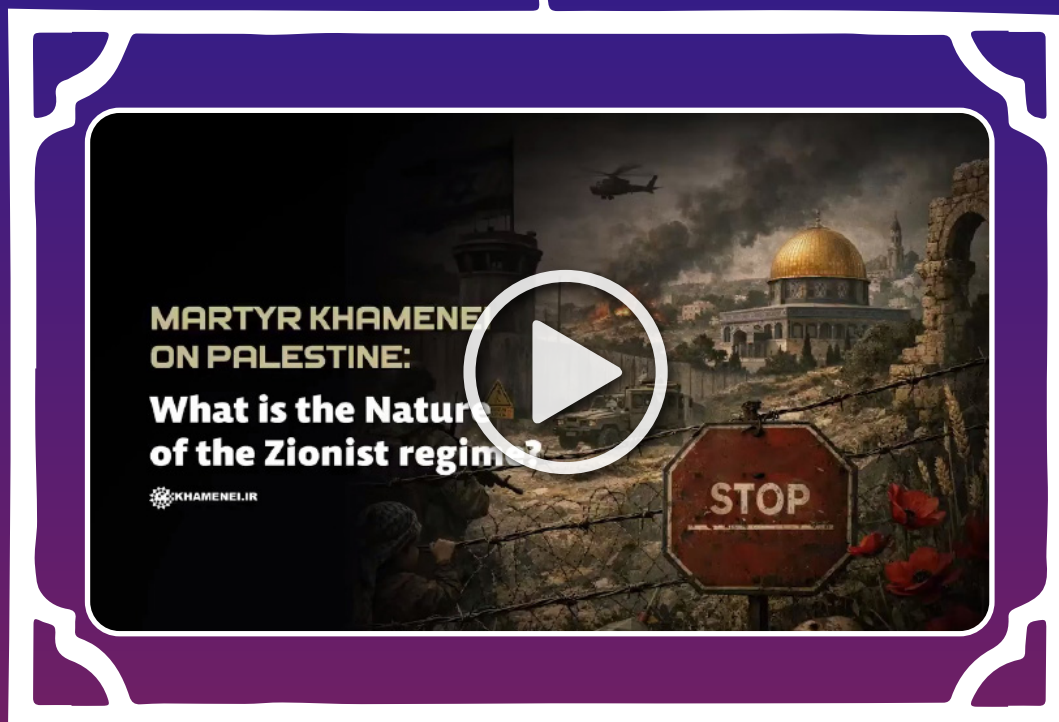 MARTYR KHAMENEI
ON PALESTINE:
What is the Nature
of the Zionist regime?
KHAMENEI.IR
STOP